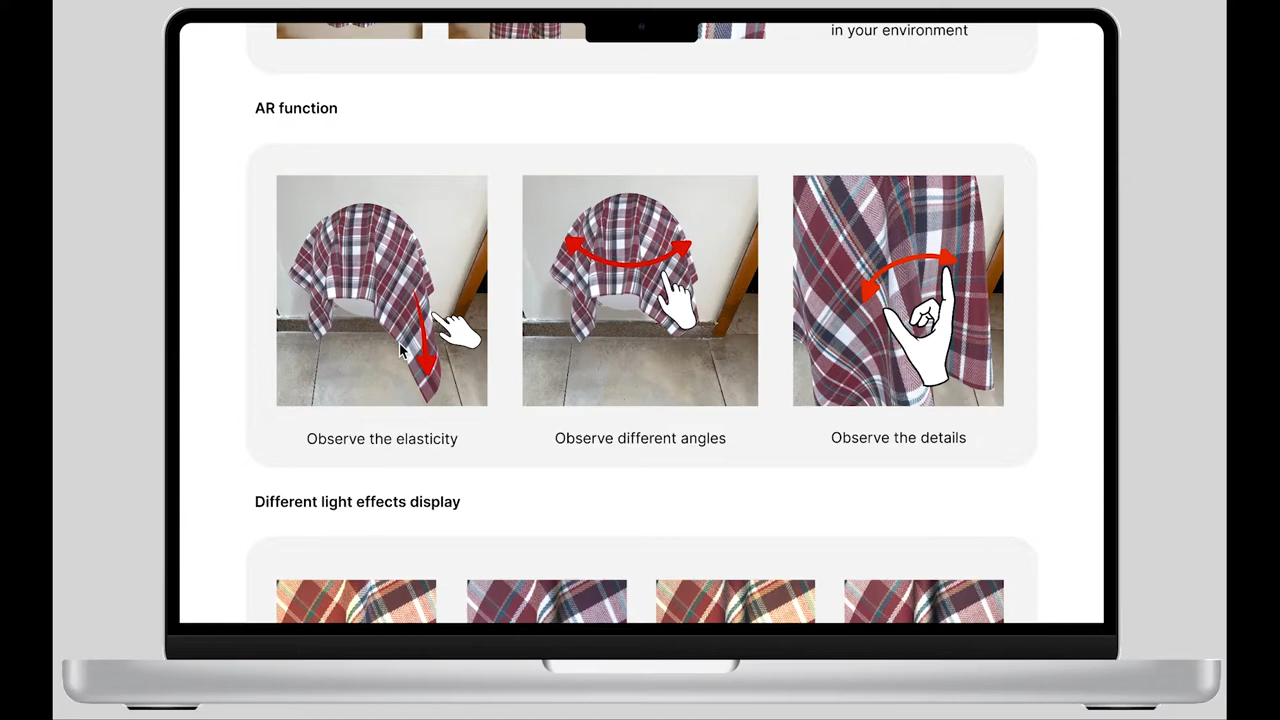 in your environment
AR function
Observe the elasticity
Observe different angles
Observe the details
Different light effects display